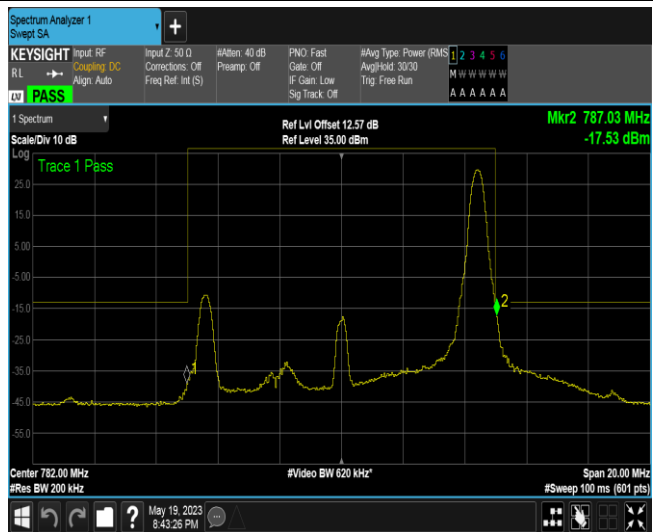 Spectrum Analyzer 1
Swept SA
+
KEYSIGHT
RL
LXI PASS
Input: RF
Coupling: DC
Align: Auto
Input Z: 50 Ω
Corrections: Off
Freq Ref: Int (S)
#Atten: 40 dB
Preamp: Off
PNO: Fast
Gate: Off
IF Gain: Low
Sig Track: Off
#Avg Type: Power (RMS
Avg|Hold: 30/30
Trig: Free Run
1 2 3 4 5 6
M W W W W W
A A A A A A
1 Spectrum
Scale/Div 10 dB
Ref Lvl Offset 12.57 dB
Ref Level 35.00 dBm
Mkr2 787.03 MHz
-17.53 dBm
Log
Trace 1 Pass
25.0
15.0
5.00
-5.00
-15.0
-25.0
-35.0
-45.0
-55.0
2
Center 782.00 MHz
#Res BW 200 kHz
#Video BW 620 kHz*
Span 20.00 MHz
#Sweep 100 ms (601 pts)
?
May 19, 2023
8:43:26 PM